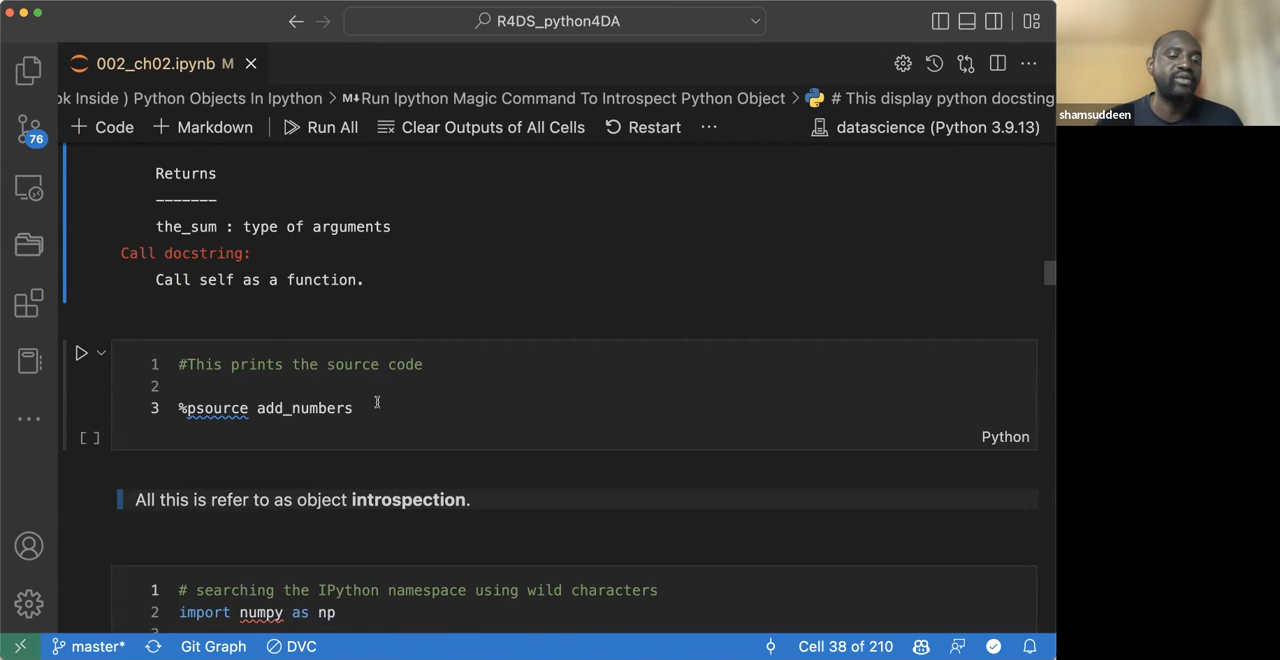 R4DS_python4DA
002_ch02.ipynb M
ok Inside ) Python Objects In Ipython > M↓Run Ipython Magic Command To Introspect Python Object > # This display python docsting
Code Markdown Run All Clear Outputs of All Cells Restart ··· datascience (Python 3.9.13)
76
Returns
-------
the_sum : type of arguments
Call docstring:
Call self as a function.
1 #This prints the source code
2
3 %psource add_numbers
[ ]
Python
All this is refer to as object introspection.
1 # searching the IPython namespace using wild characters
2 import numpy as np
3
master* Git Graph DVC Cell 38 of 210
shamsuddeen